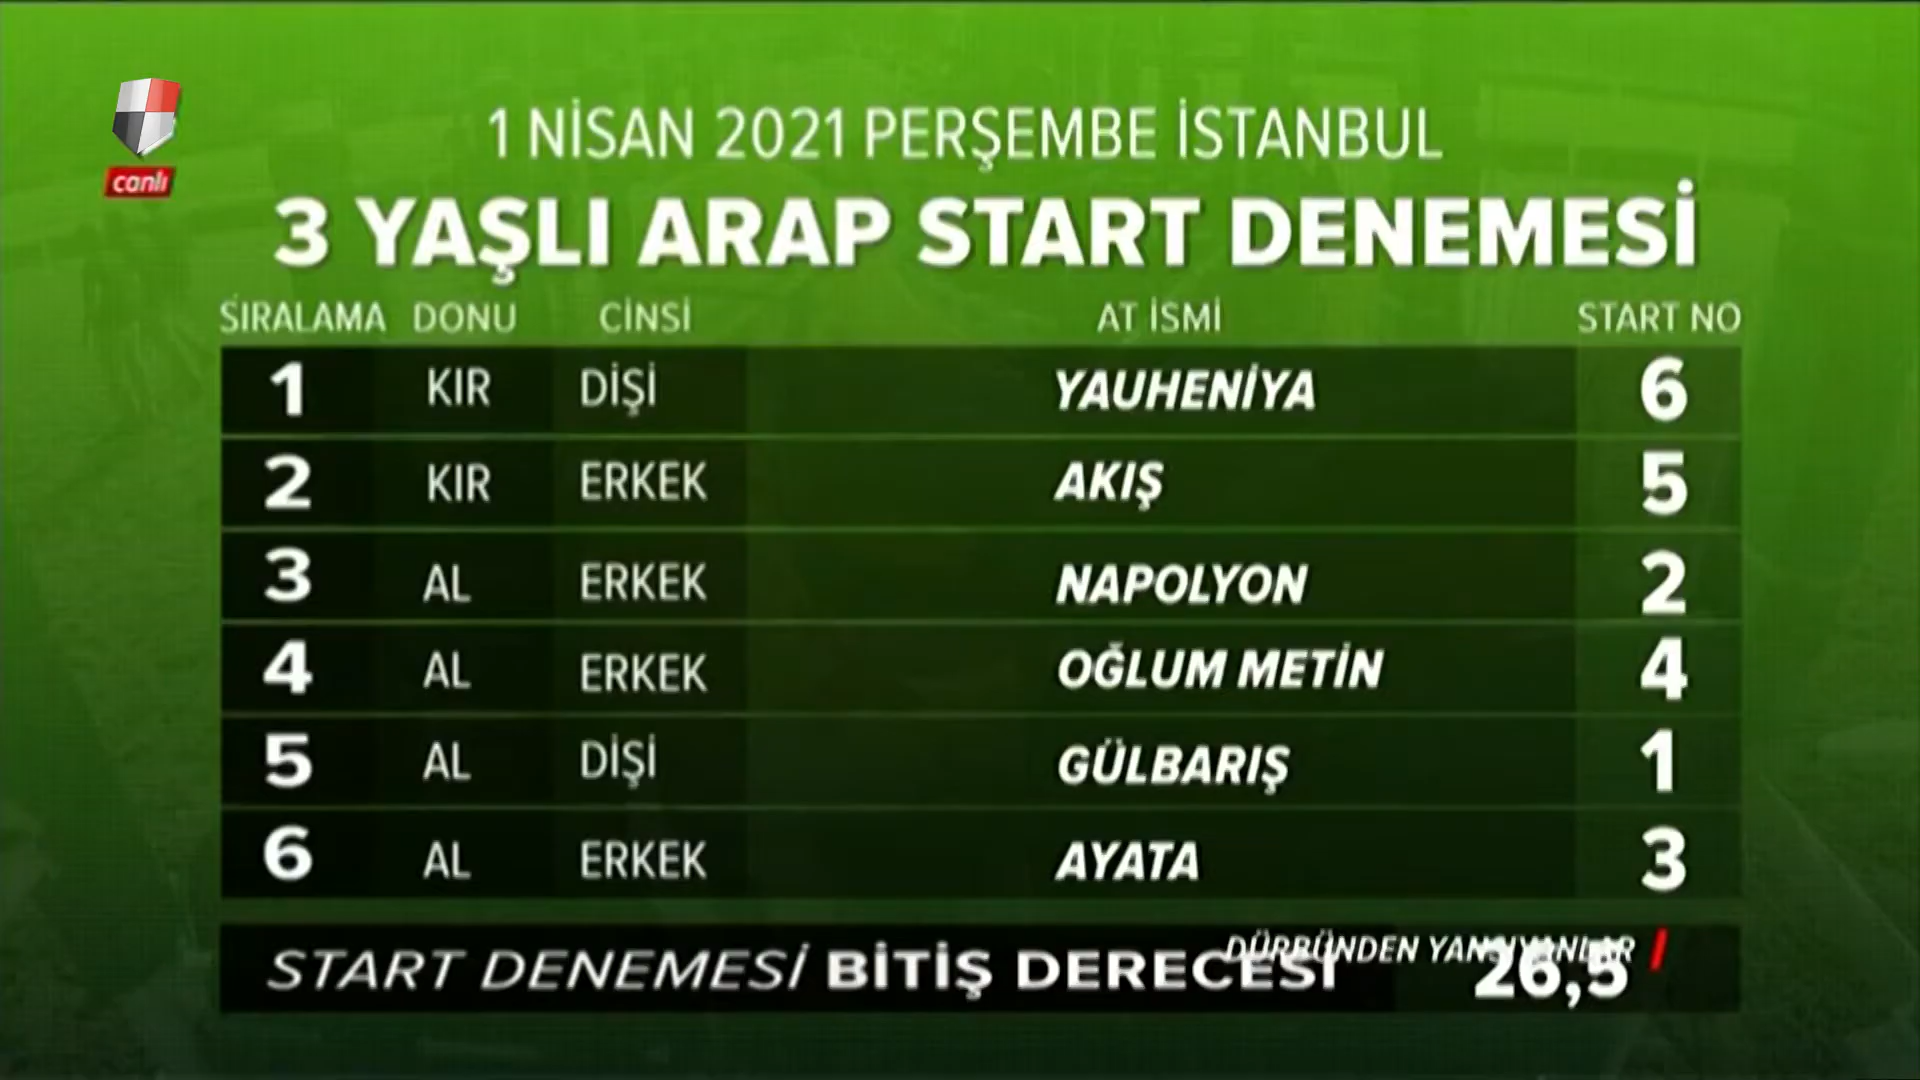 canlı
1 NİSAN 2021 PERŞEMBE İSTANBUL
3 YAŞLI ARAP START DENEMESİ
SIRALAMA DONU CİNSİ AT İSMİ START NO
1 KIR DİŞİ YAUHENİYA 6
2 KIR ERKEK AKIŞ 5
3 AL ERKEK NAPOLYON 2
4 AL ERKEK OĞLUM METİN 4
5 AL DİŞİ GÜLBARIŞ 1
6 AL ERKEK AYATA 3
DÜRBÜNDEN YANSIYANLAR
START DENEMESİ BİTİŞ DERECESİ 26,5